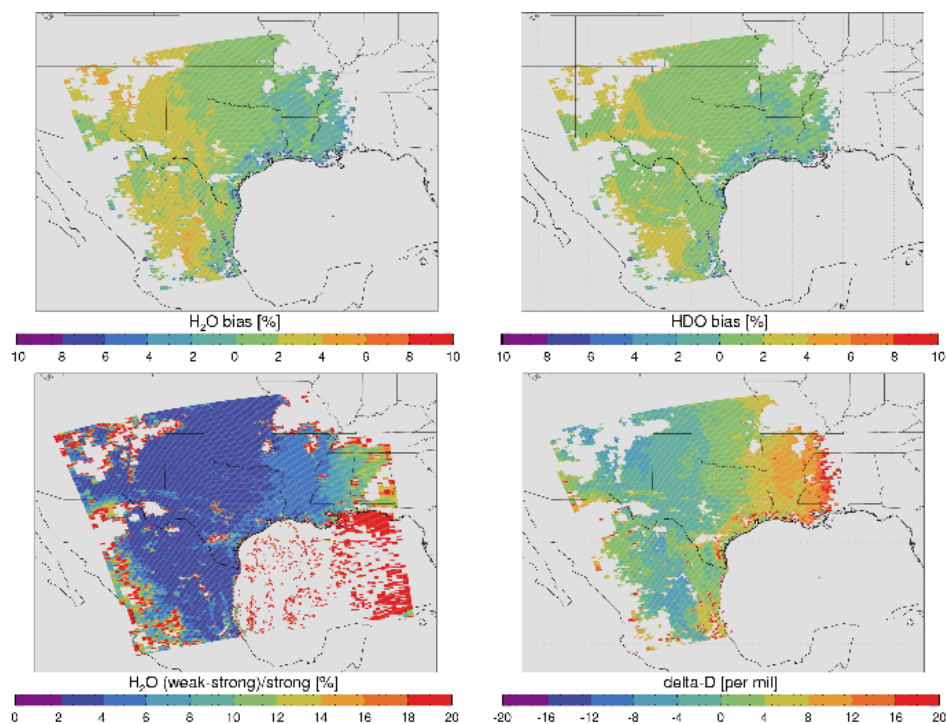 H₂O bias [%]
10 8 6 4 2 0 2 4 6 8 10
HDO bias [%]
10 8 6 4 2 0 2 4 6 8 10
H₂O (weak-strong)/strong [%]
0 2 4 6 8 10 12 14 16 18 20
delta-D [per mil]
-20 -16 -12 -8 -4 0 4 8 12 16 20